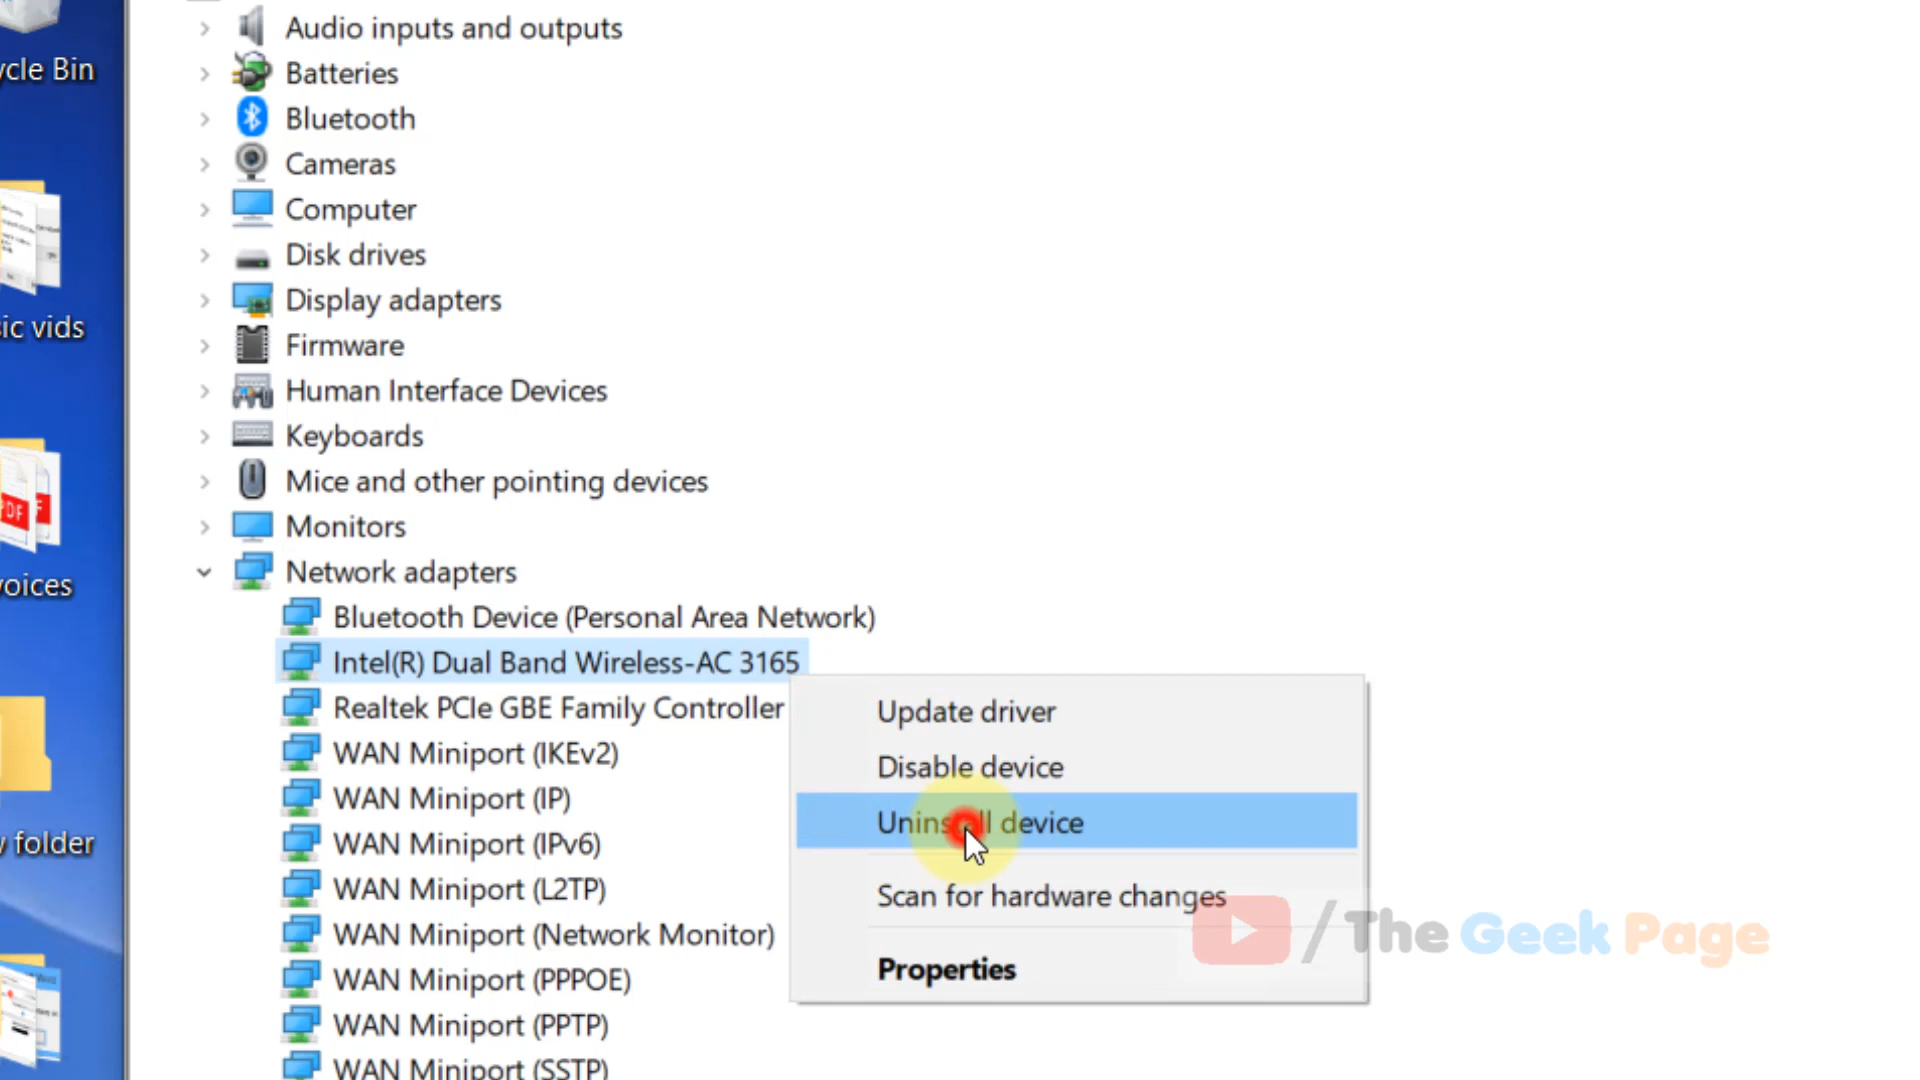 Audio inputs and outputs
Batteries
Bluetooth
Cameras
Computer
Disk drives
Display adapters
Firmware
Human Interface Devices
Keyboards
Mice and other pointing devices
Monitors
Network adapters
Bluetooth Device (Personal Area Network)
Intel(R) Dual Band Wireless-AC 3165
Realtek PCIe GBE Family Controller
WAN Miniport (IKEv2)
WAN Miniport (IP)
WAN Miniport (IPv6)
WAN Miniport (L2TP)
WAN Miniport (Network Monitor)
WAN Miniport (PPPOE)
WAN Miniport (PPTP)
WAN Miniport (SSTP)
Update driver
Disable device
Uninstall device
Scan for hardware changes
Properties
/The Geek Page
ycle Bin
sic vids
PDF
voices
w folder